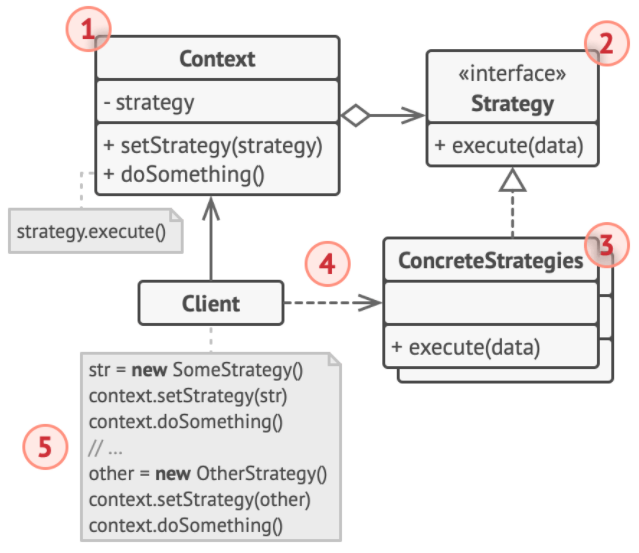 1
Context
- strategy
+ setStrategy(strategy)
+ doSomething()
strategy.execute()
2
«interface»
Strategy
+ execute(data)
3
ConcreteStrategies
+ execute(data)
4
Client
5
str = new SomeStrategy()
context.setStrategy(str)
context.doSomething()
// ...
other = new OtherStrategy()
context.setStrategy(other)
context.doSomething()